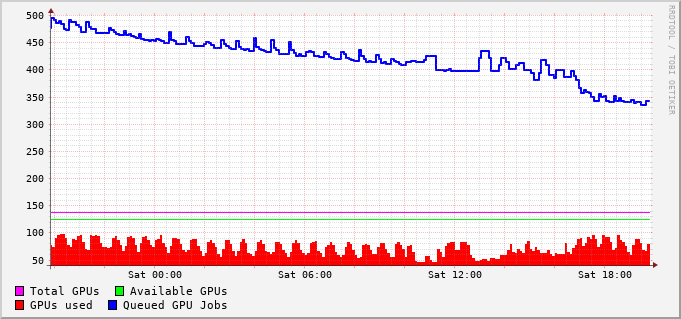 500
450
400
350
300
250
200
150
100
50
RRDTOOL / TOBI OETIKER
Sat 00:00 Sat 06:00 Sat 12:00 Sat 18:00
Total GPUs Available GPUs
GPUs used Queued GPU Jobs